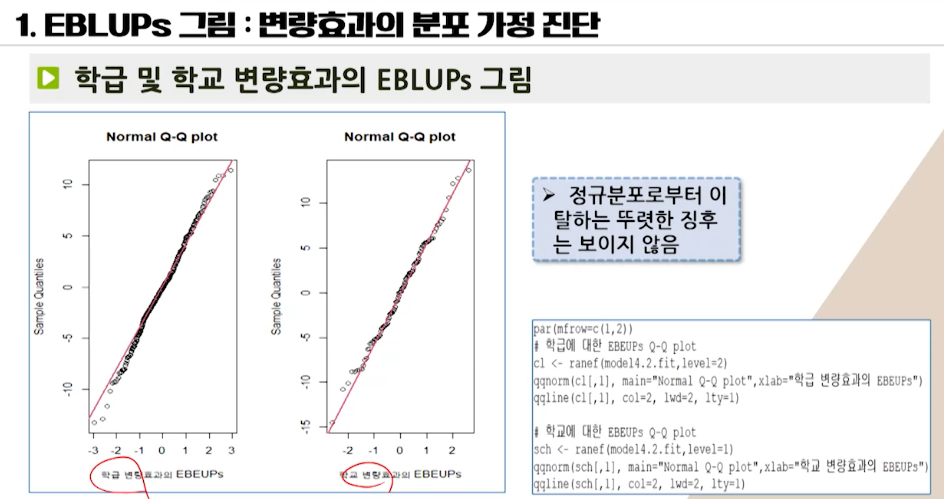 1. EBLUPs 그림 : 변량효과의 분포 가정 진단
학급 및 학교 변량효과의 EBLUPs 그림
Normal Q-Q plot
Sample Quantiles
10
5
0
-5
-10
-3 -2 -1 0 1 2 3
학급 변량효과의 EBEUPs
Normal Q-Q plot
Sample Quantiles
10
5
0
-5
-15
-2 -1 0 1 2
학교 변량효과의 EBEUPs
➢ 정규분포로부터 이
탈하는 뚜렷한 징후
는 보이지 않음
par(mfrow=c(1,2))
# 학급에 대한 EBEUPs Q-Q plot
cl <- ranef(model4.2.fit,level=2)
qqnorm(cl[,1], main="Normal Q-Q plot",xlab="학급 변량효과의 EBEUPs")
qqline(cl[,1], col=2, lwd=2, lty=1)
# 학교에 대한 EBEUPs Q-Q plot
sch <- ranef(model4.2.fit,level=1)
qqnorm(sch[,1], main="Normal Q-Q plot",xlab="학교 변량효과의 EBEUPs")
qqline(sch[,1], col=2, lwd=2, lty=1)